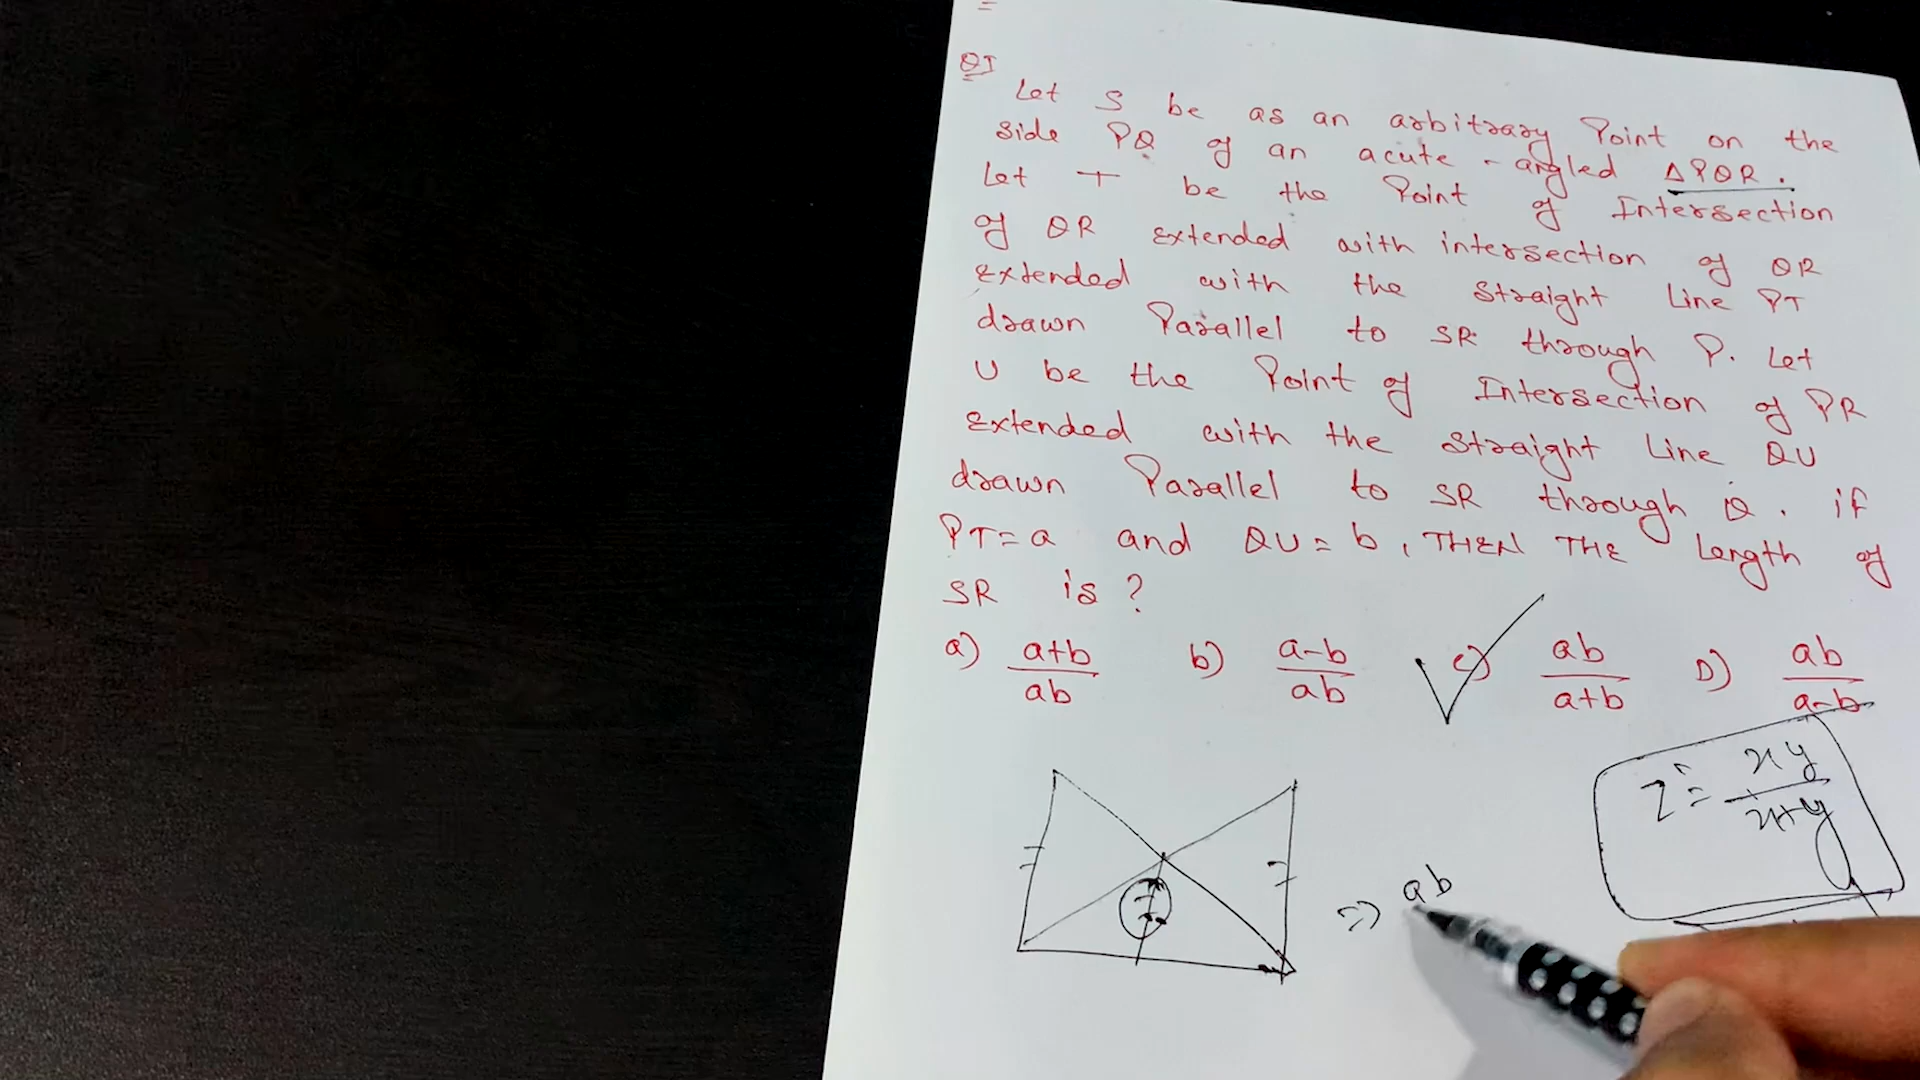 Q1
Let S be as an arbitrary Point on the
side PQ of an acute - angled ΔPQR.
Let T be the Point of Intersection
of QR extended with intersection of QR
extended with the straight Line PT
drawn Parallel to SR through P. Let
U be the Point of Intersection of PR
extended with the straight Line QU
drawn Parallel to SR through Q. if
PT=a and QU=b, THEN THE Length of
SR is?
a) a+b/ab b) a-b/ab c) ab/a+b D) ab/a-b
Z = xy/x+y
=> ab